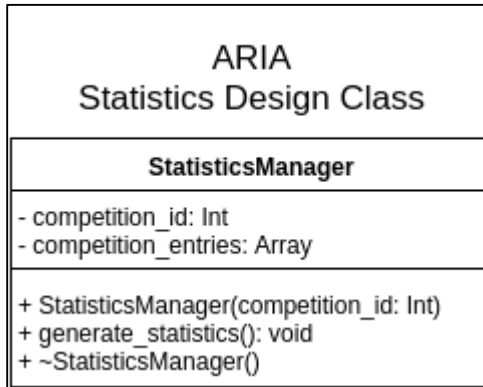 ARIA
Statistics Design Class
StatisticsManager
- competition_id: Int
- competition_entries: Array
+ StatisticsManager(competition_id: Int)
+ generate_statistics(): void
+ ~StatisticsManager()